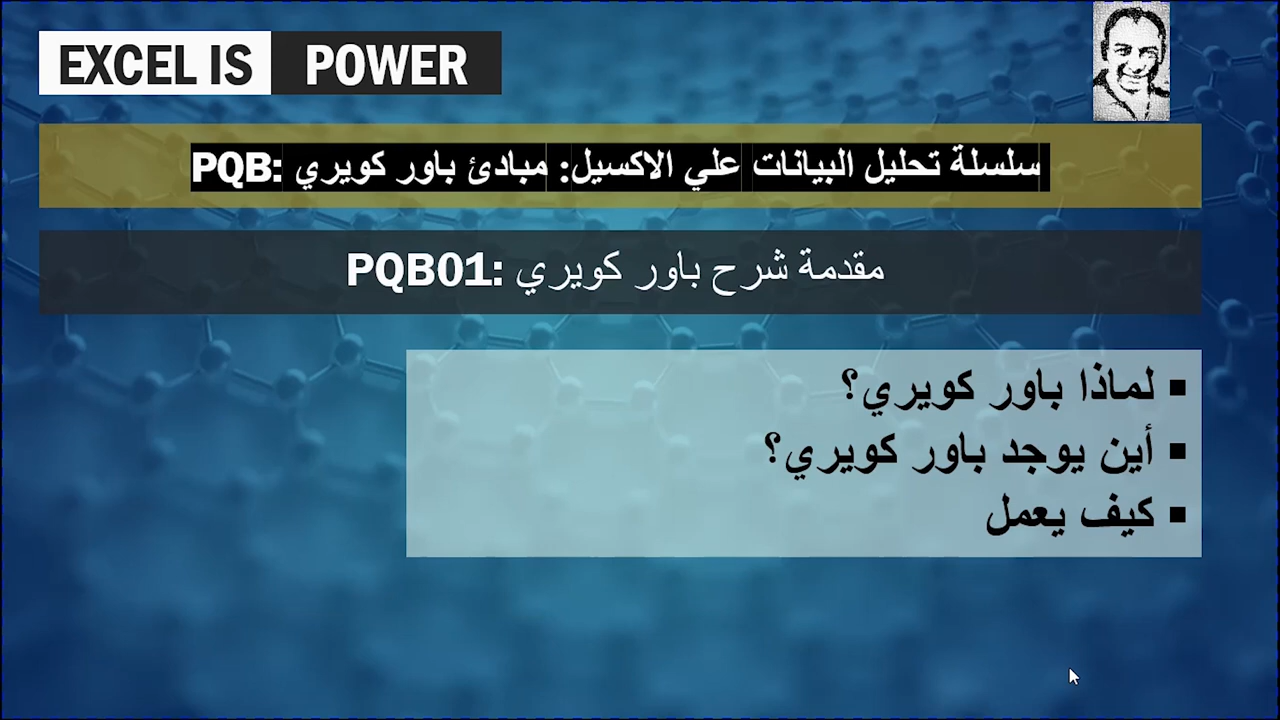 EXCEL IS POWER
سلسلة تحليل البيانات علي الاكسيل: مبادئ باور كويري PQB:
مقدمة شرح باور كويري PQB01:
▪ لماذا باور كويري؟
▪ أين يوجد باور كويري؟
▪ كيف يعمل